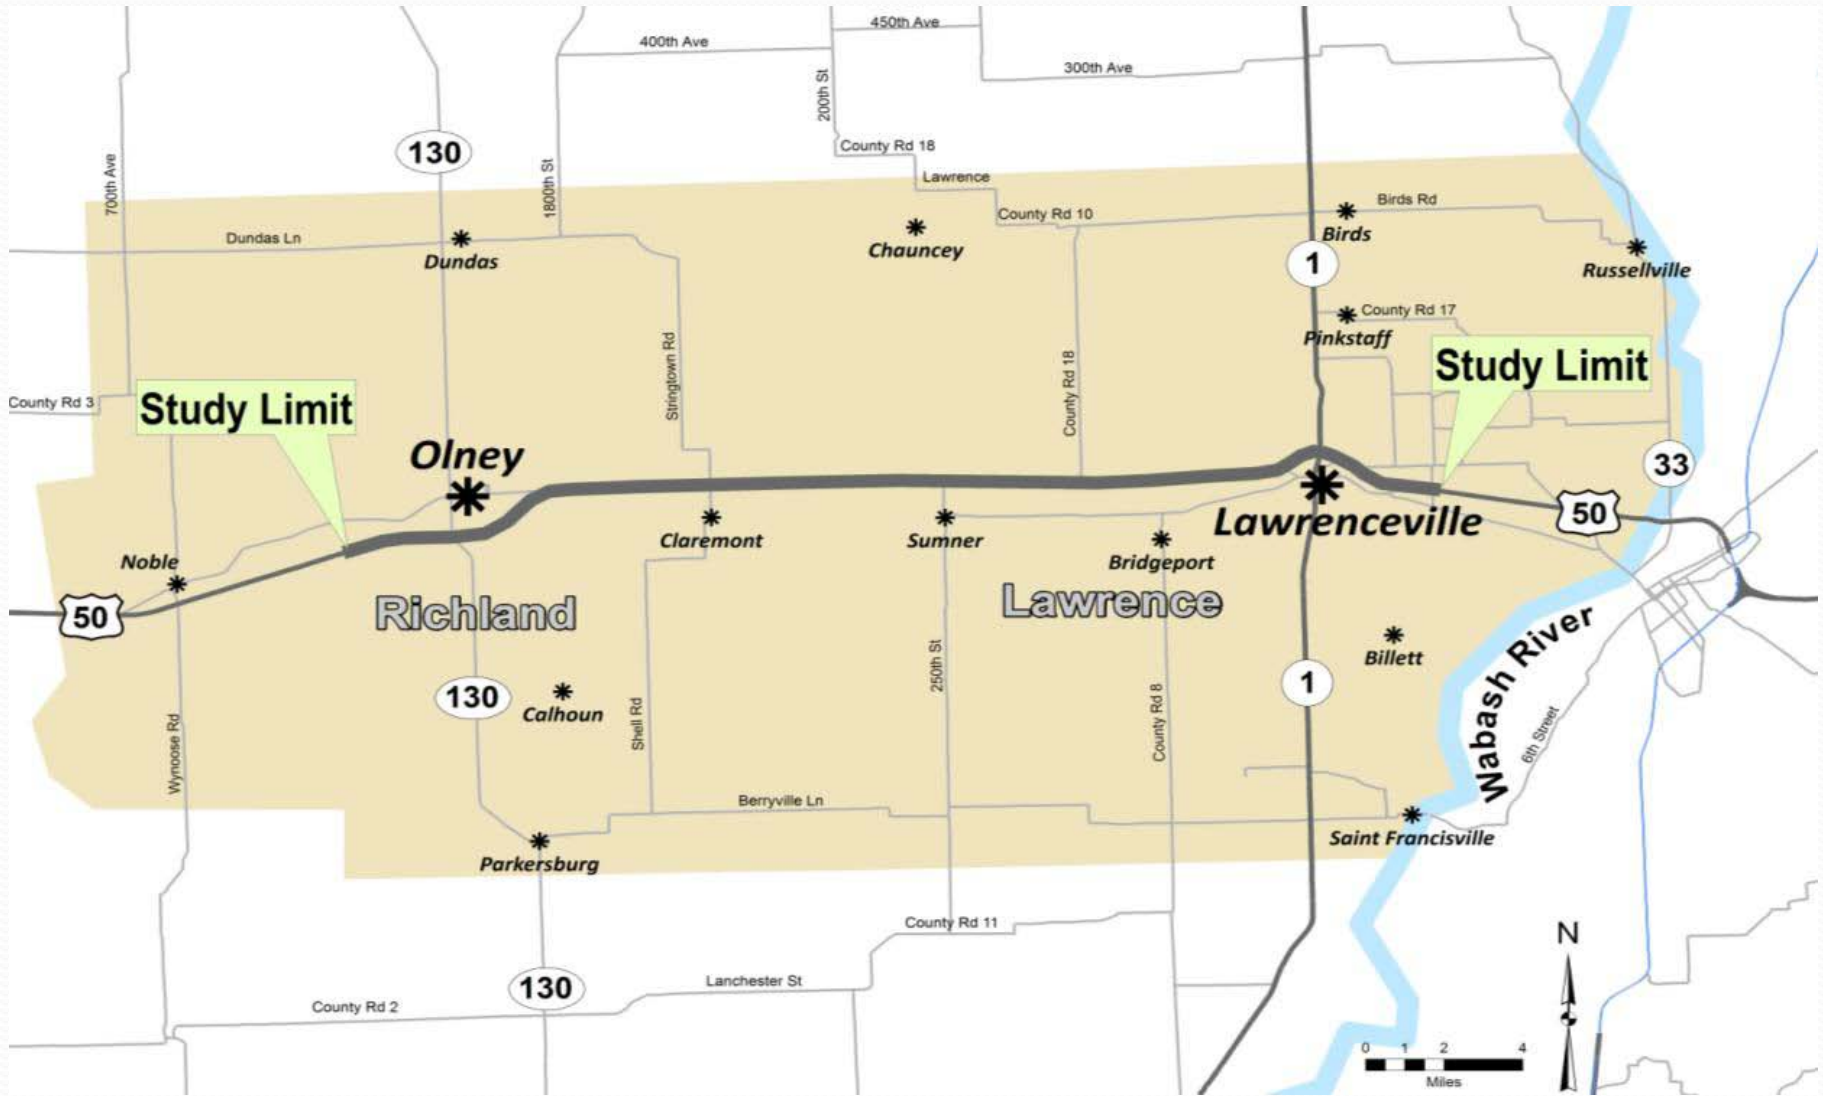 450th Ave
400th Ave
300th Ave
200th St
County Rd 18
130
700th Ave
1800th St
Lawrence
Birds Rd
County Rd 10
Birds
Dundas Ln
Dundas
Chauncey
1
Russellville
County Rd 17
Pinkstaff
Stringtown Rd
County Rd 18
Study Limit
Study Limit
County Rd 3
Olney
33
50
Lawrenceville
Claremont
Sumner
Bridgeport
Noble
50
Richland
Lawrence
Billett
250th St
Wabash River
130
1
Calhoun
Shell Rd
County Rd 8
6th Street
Wynoose Rd
Berryville Ln
Saint Francisville
Parkersburg
County Rd 11
N
Lanchester St
130
County Rd 2
0 1 2 4
Miles